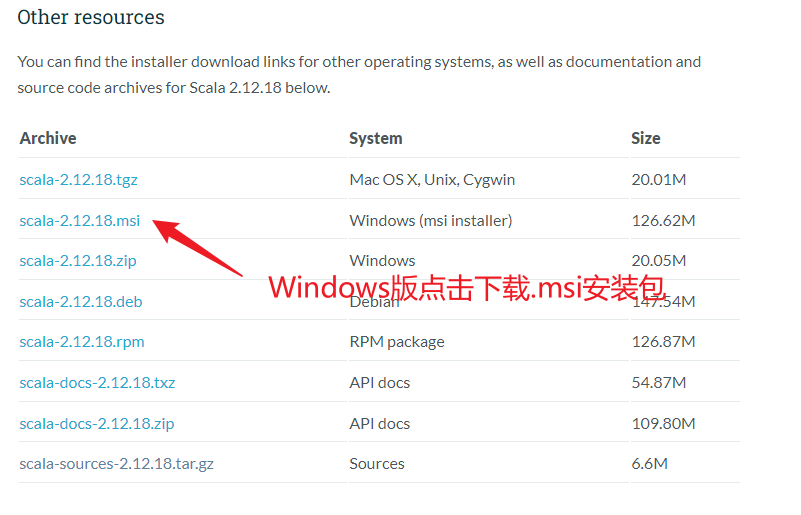 Other resources
You can find the installer download links for other operating systems, as well as documentation and
source code archives for Scala 2.12.18 below.
Archive System Size
scala-2.12.18.tgz Mac OS X, Unix, Cygwin 20.01M
scala-2.12.18.msi Windows (msi installer) 126.62M
scala-2.12.18.zip Windows 20.05M
Windows版点击下载.msi安装包
scala-2.12.18.deb Debian 147.54M
scala-2.12.18.rpm RPM package 126.87M
scala-docs-2.12.18.txz API docs 54.87M
scala-docs-2.12.18.zip API docs 109.80M
scala-sources-2.12.18.tar.gz Sources 6.6M